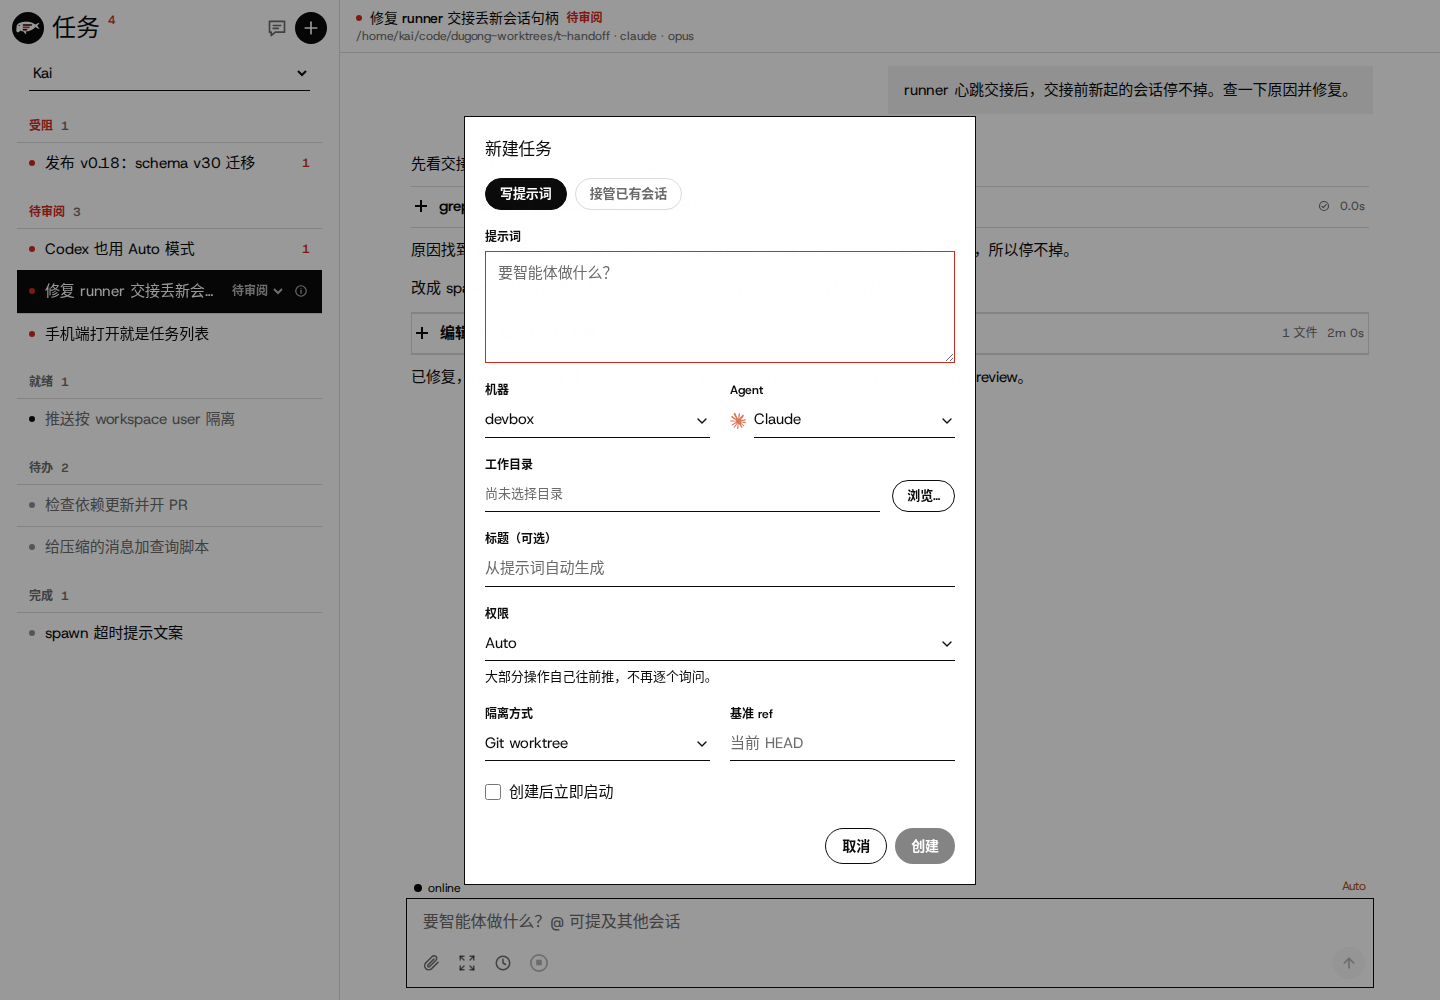 任务 4
Kai
受阻 1
发布 v0.18：schema v30 迁移 1
待审阅 3
Codex 也用 Auto 模式 1
修复 runner 交接丢新会... 待审阅
手机端打开就是任务列表
就绪 1
推送按 workspace user 隔离
待办 2
检查依赖更新并开 PR
给压缩的消息加查询脚本
完成 1
spawn 超时提示文案
修复 runner 交接丢新会话句柄 待审阅
/home/kai/code/dugong-worktrees/t-handoff · claude · opus
runner 心跳交接后，交接前新起的会话停不掉。查一下原因并修复。
先看交接
grep
0.0s
原因找到
，所以停不掉。
改成 spa
编辑
1 文件 2m 0s
已修复，
review。
新建任务
写提示词 接管已有会话
提示词
要智能体做什么？
机器 Agent
devbox Claude
工作目录
尚未选择目录 浏览...
标题（可选）
从提示词自动生成
权限
Auto
大部分操作自己往前推，不再逐个询问。
隔离方式 基准 ref
Git worktree 当前 HEAD
创建后立即启动
取消 创建
online Auto
要智能体做什么？@ 可提及其他会话